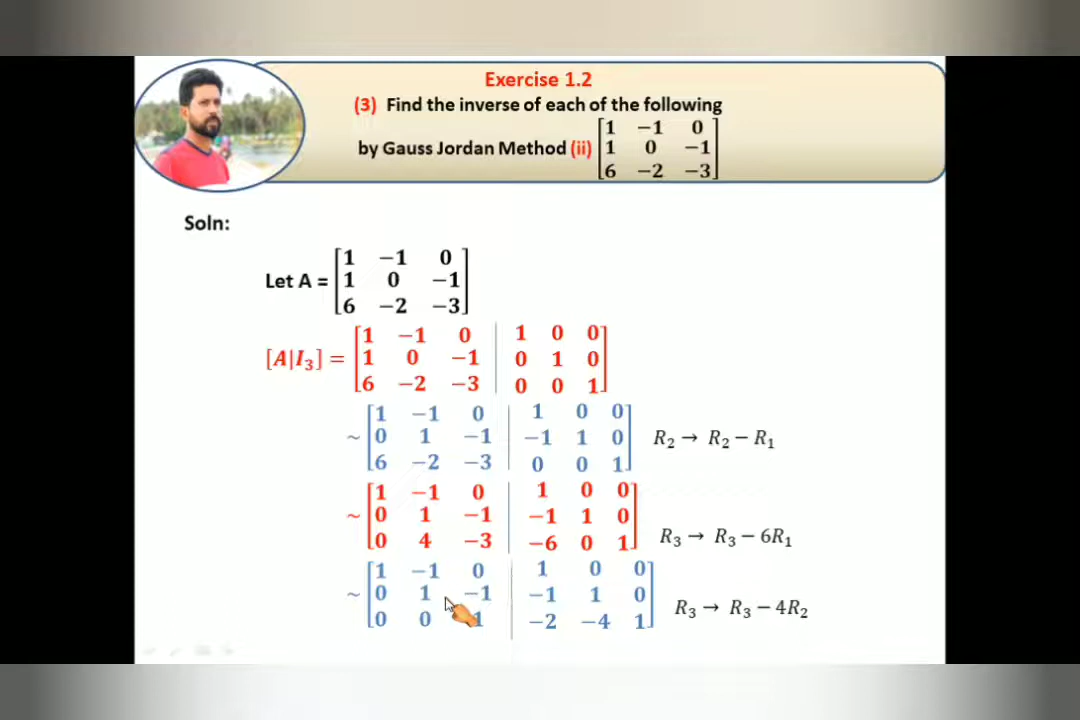 Exercise 1.2
(3) Find the inverse of each of the following
by Gauss Jordan Method (ii) [1 −1 0
1 0 −1
6 −2 −3]
Soln:
Let A = [1 −1 0
1 0 −1
6 −2 −3]
[A|I₃] = [1 −1 0 | 1 0 0
1 0 −1 | 0 1 0
6 −2 −3 | 0 0 1]
~ [1 −1 0 | 1 0 0
0 1 −1 | −1 1 0
6 −2 −3 | 0 0 1] R₂ → R₂ − R₁
~ [1 −1 0 | 1 0 0
0 1 −1 | −1 1 0
0 4 −3 | −6 0 1] R₃ → R₃ − 6R₁
~ [1 −1 0 | 1 0 0
0 1 −1 | −1 1 0
0 0 1 | −2 −4 1] R₃ → R₃ − 4R₂